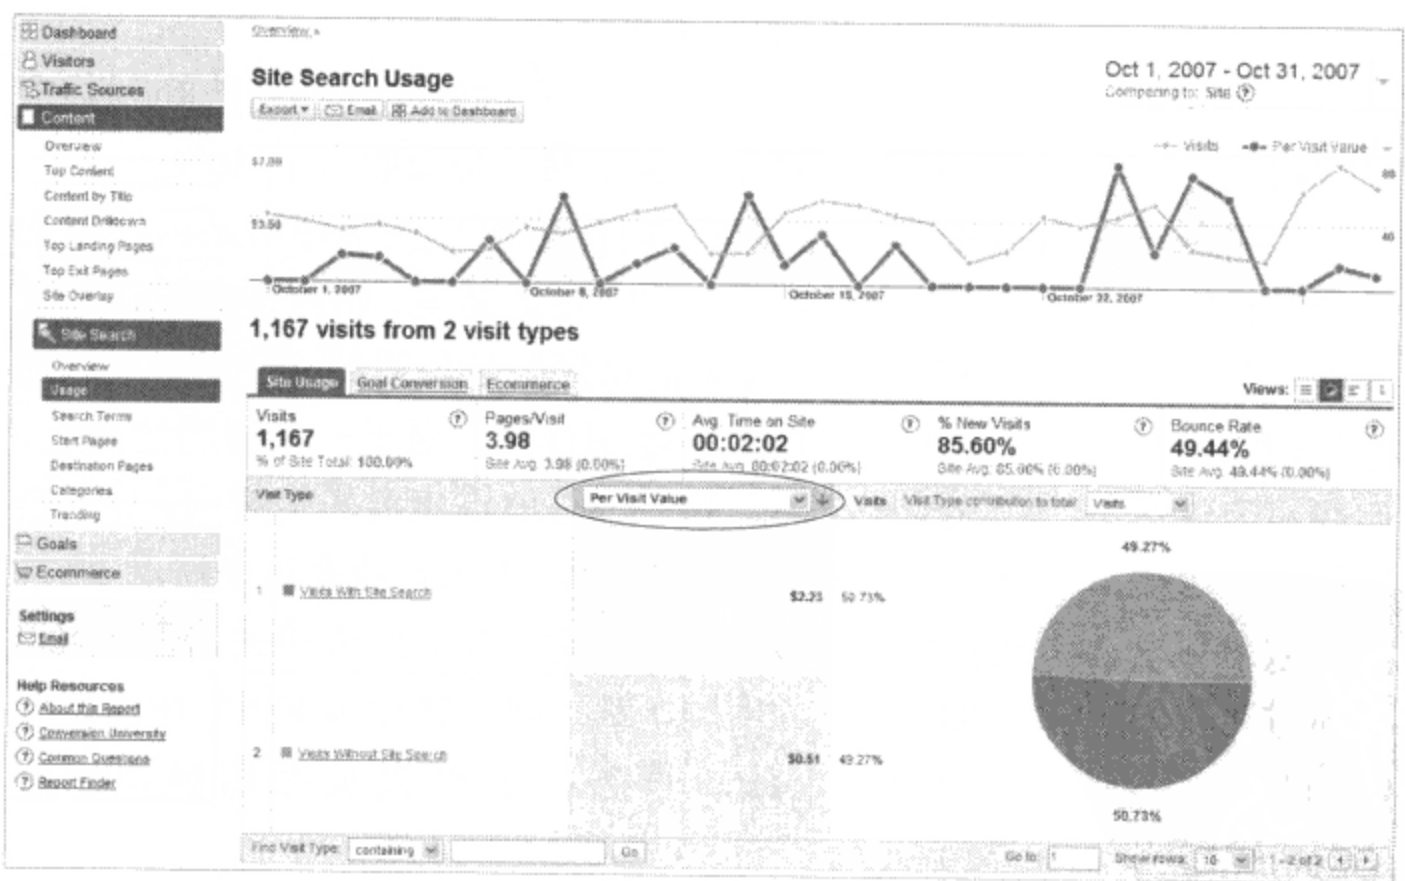 Dashboard
Visitors
Traffic Sources
Content
Overview
Top Content
Content by Title
Content Drilldown
Top Landing Pages
Top Exit Pages
Site Overlay
Site Search
Overview
Usage
Search Terms
Start Pages
Destination Pages
Categories
Trending
Goals
Ecommerce
Settings
Email
Help Resources
? About this Report
? Conversion University
? Common Questions
? Report Finder
Overview »
Site Search Usage
Oct 1, 2007 - Oct 31, 2007
Comparing to: Site ?
Export Email Add to Dashboard
Visits Per Visit Value
$7.00 80
$3.50 40
October 1, 2007 October 8, 2007 October 15, 2007 October 22, 2007
1,167 visits from 2 visit types
Site Usage Goal Conversion Ecommerce Views:
Visits ? Pages/Visit ? Avg. Time on Site ? % New Visits ? Bounce Rate ?
1,167 3.98 00:02:02 85.60% 49.44%
% of Site Total: 100.00% Site Avg: 3.98 (0.00%) Site Avg: 00:02:02 (0.00%) Site Avg: 85.60% (0.00%) Site Avg: 49.44% (0.00%)
Visit Type Per Visit Value Visits Visit Type contribution to total: Visits
49.27%
1 Visits With Site Search 50.73%
2 Visits Without Site Search $0.51 49.27%
50.73%
Find Visit Type: containing Go Go to: 1 Show rows: 10 1 - 2 of 2